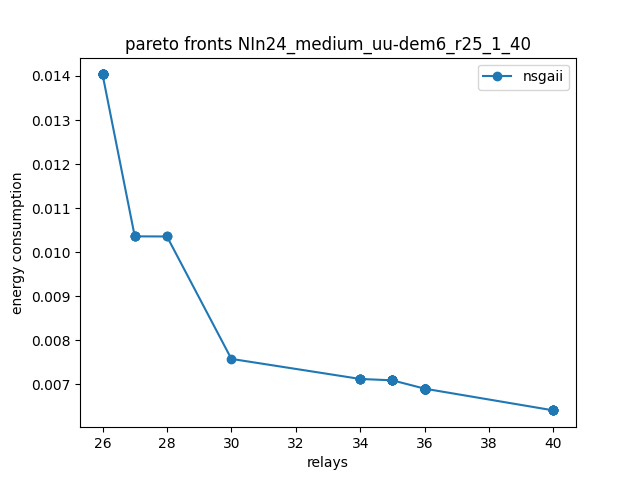 pareto fronts NIn24_medium_uu-dem6_r25_1_40
nsgaii
energy consumption
0.014
0.013
0.012
0.011
0.010
0.009
0.008
0.007
26 28 30 32 34 36 38 40
relays